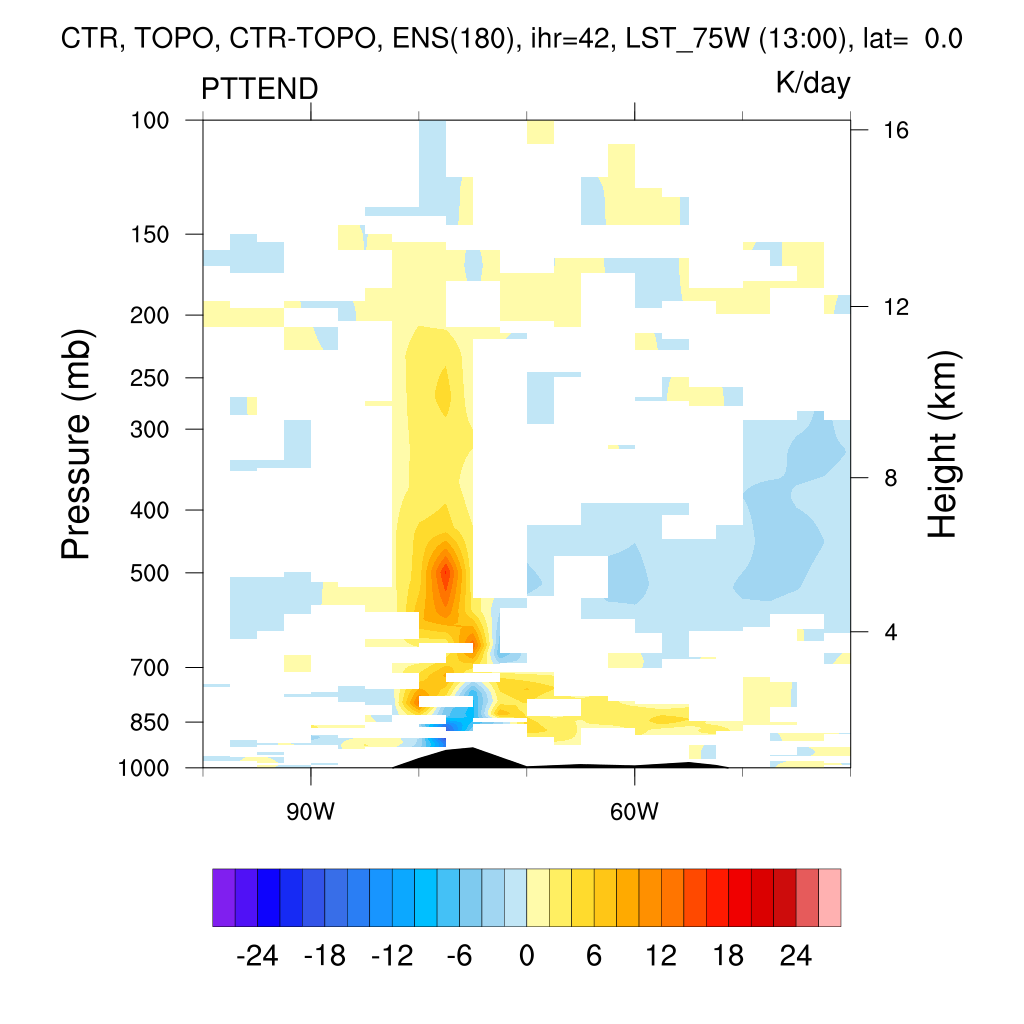 CTR, TOPO, CTR-TOPO, ENS(180), ihr=42, LST_75W (13:00), lat=  0.0
PTTEND K/day
100
150
200
250
300
400
500
700
850
1000
Pressure (mb)
16
12
8
4
Height (km)
90W 60W
-24 -18 -12 -6 0 6 12 18 24